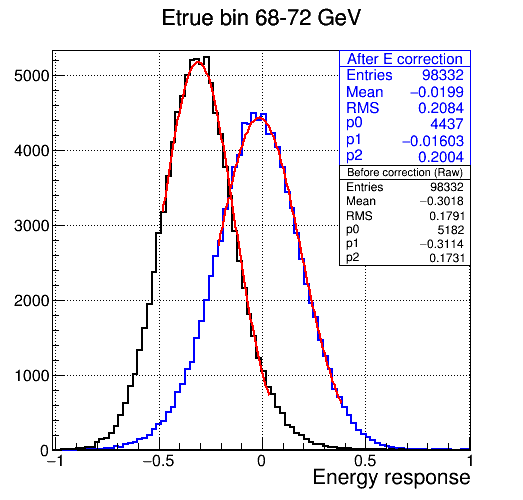 Etrue bin 68-72 GeV
After E correction
Entries 98332
Mean −0.0199
RMS 0.2084
p0 4437
p1 −0.01603
p2 0.2004
Before correction (Raw)
Entries 98332
Mean −0.3018
RMS 0.1791
p0 5182
p1 −0.3114
p2 0.1731
5000
4000
3000
2000
1000
0
−1 −0.5 0 0.5 1
Energy response